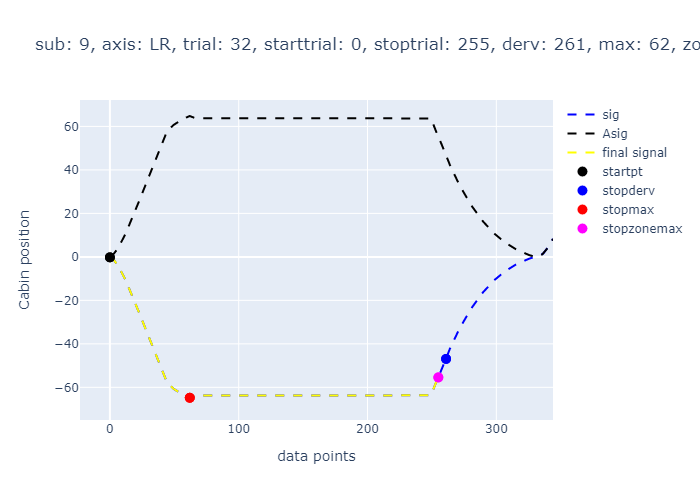 sub: 9, axis: LR, trial: 32, starttrial: 0, stoptrial: 255, derv: 261, max: 62, zo
60
40
20
0
−20
−40
−60
Cabin position
0
100
200
300
data points
sig
Asig
final signal
startpt
stopderv
stopmax
stopzonemax